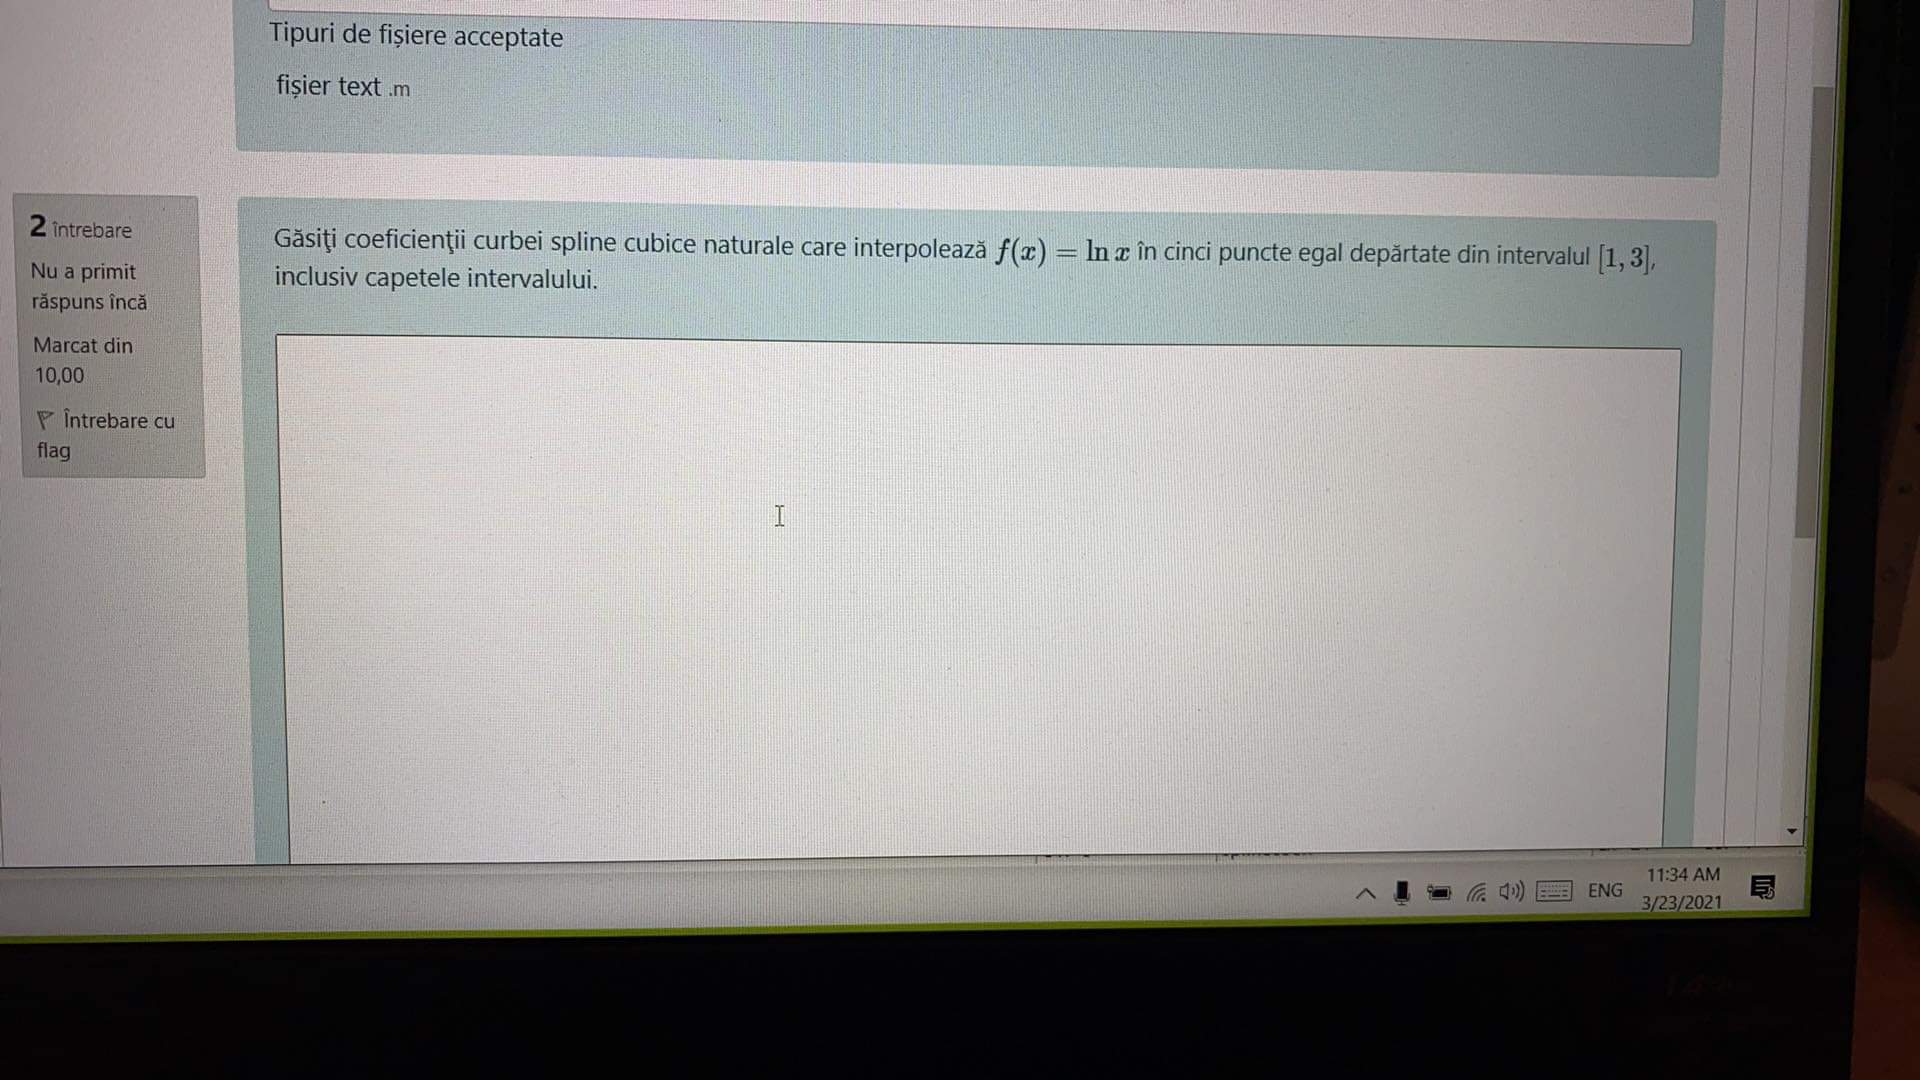 Tipuri de fișiere acceptate
fișier text .m
2 întrebare
Nu a primit
răspuns încă
Marcat din
10,00
Întrebare cu
flag
Găsiţi coeficienţii curbei spline cubice naturale care interpolează f(x) = ln x în cinci puncte egal depărtate din intervalul [1, 3],
inclusiv capetele intervalului.
ENG
11:34 AM
3/23/2021